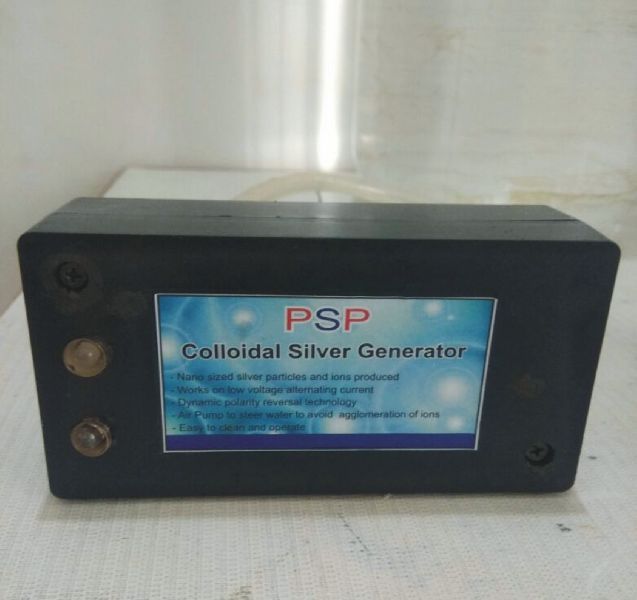 PSP
Colloidal Silver Generator
- Nano sized silver particles and ions produced
- Works on low voltage alternating current
- Dynamic polarity reversal technology
- Air Pump to steer water to avoid agglomeration of ions
- Easy to clean and operate